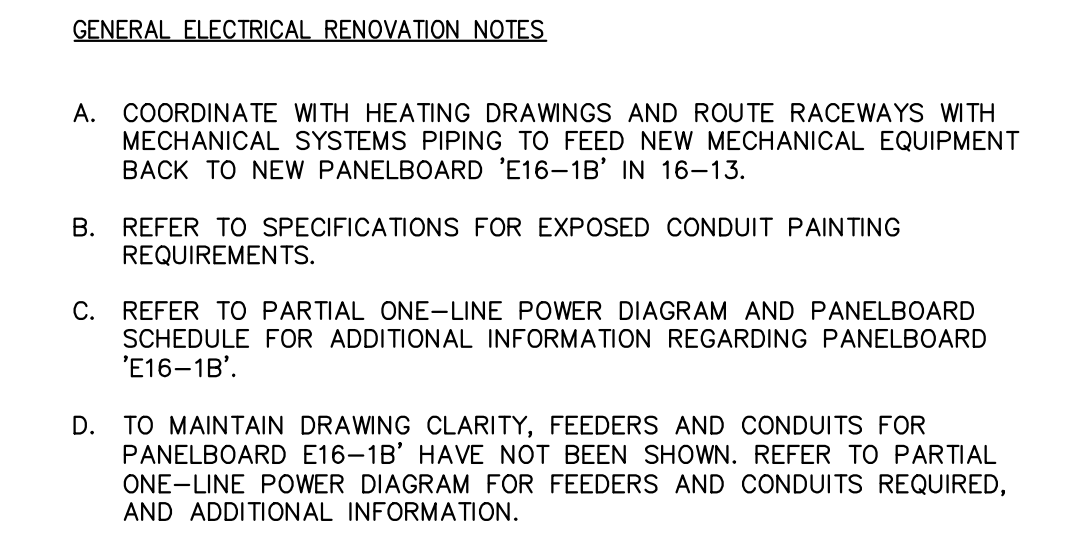 GENERAL ELECTRICAL RENOVATION NOTES
A. COORDINATE WITH HEATING DRAWINGS AND ROUTE RACEWAYS WITH
MECHANICAL SYSTEMS PIPING TO FEED NEW MECHANICAL EQUIPMENT
BACK TO NEW PANELBOARD 'E16-1B' IN 16-13.
B. REFER TO SPECIFICATIONS FOR EXPOSED CONDUIT PAINTING
REQUIREMENTS.
C. REFER TO PARTIAL ONE-LINE POWER DIAGRAM AND PANELBOARD
SCHEDULE FOR ADDITIONAL INFORMATION REGARDING PANELBOARD
'E16-1B'.
D. TO MAINTAIN DRAWING CLARITY, FEEDERS AND CONDUITS FOR
PANELBOARD E16-1B' HAVE NOT BEEN SHOWN. REFER TO PARTIAL
ONE-LINE POWER DIAGRAM FOR FEEDERS AND CONDUITS REQUIRED,
AND ADDITIONAL INFORMATION.